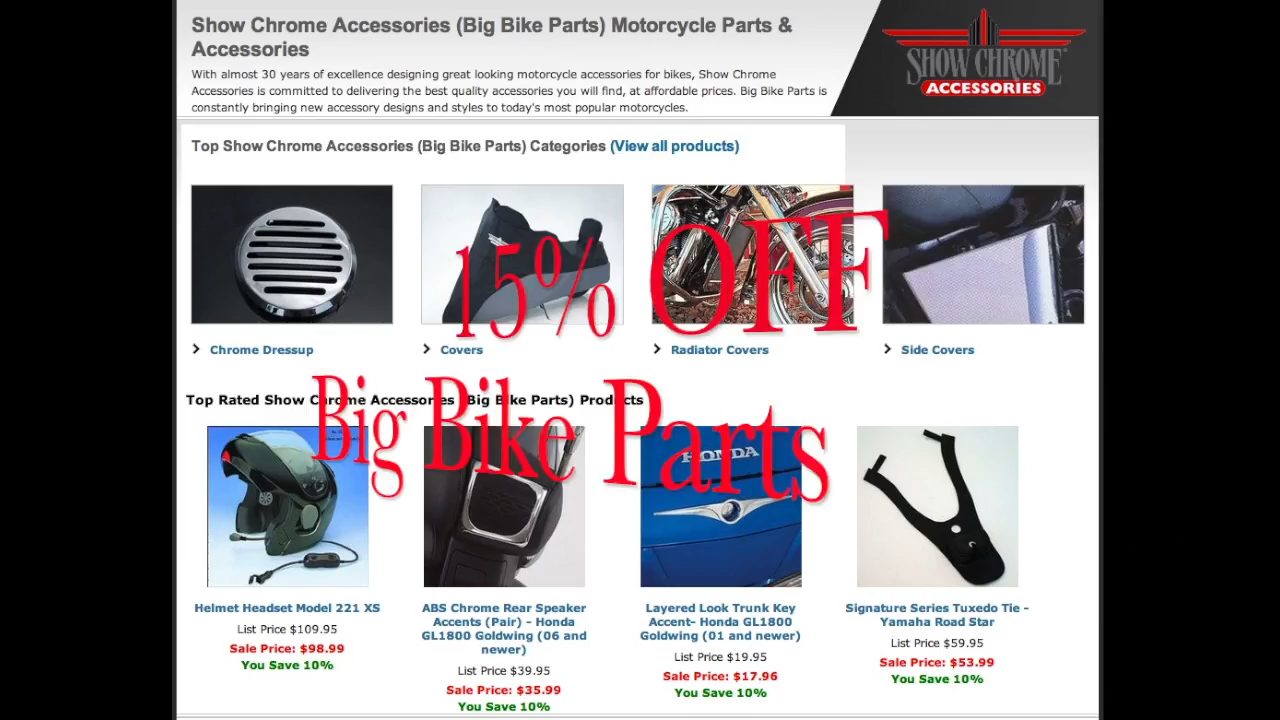 Show Chrome Accessories (Big Bike Parts) Motorcycle Parts &
Accessories
With almost 30 years of excellence designing great looking motorcycle accessories for bikes, Show Chrome
Accessories is committed to delivering the best quality accessories you will find, at affordable prices. Big Bike Parts is
constantly bringing new accessory designs and styles to today's most popular motorcycles.
SHOW CHROME
ACCESSORIES
Top Show Chrome Accessories (Big Bike Parts) Categories (View all products)
15% OFF
Chrome Dressup
Covers
Radiator Covers
Side Covers
Big Bike Parts
Top Rated Show Chrome Accessories (Big Bike Parts) Products
HONDA
Helmet Headset Model 221 XS
List Price $109.95
Sale Price: $98.99
You Save 10%
ABS Chrome Rear Speaker
Accents (Pair) - Honda
GL1800 Goldwing (06 and
newer)
List Price $39.95
Sale Price: $35.99
You Save 10%
Layered Look Trunk Key
Accent- Honda GL1800
Goldwing (01 and newer)
List Price $19.95
Sale Price: $17.96
You Save 10%
Signature Series Tuxedo Tie -
Yamaha Road Star
List Price $59.95
Sale Price: $53.99
You Save 10%